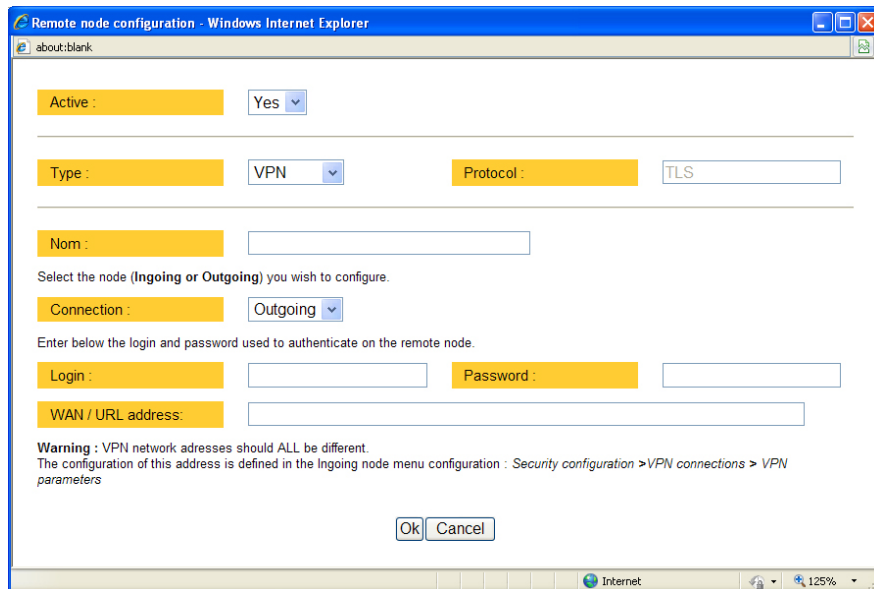 Remote node configuration - Windows Internet Explorer
about:blank
Active :
Yes
Type :
VPN
Protocol :
TLS
Nom :
Select the node (Ingoing or Outgoing) you wish to configure.
Connection :
Outgoing
Enter below the login and password used to authenticate on the remote node.
Login :
Password :
WAN / URL address:
Warning : VPN network adresses should ALL be different.
The configuration of this address is defined in the Ingoing node menu configuration : Security configuration >VPN connections > VPN
parameters
Ok
Cancel
Internet
125%